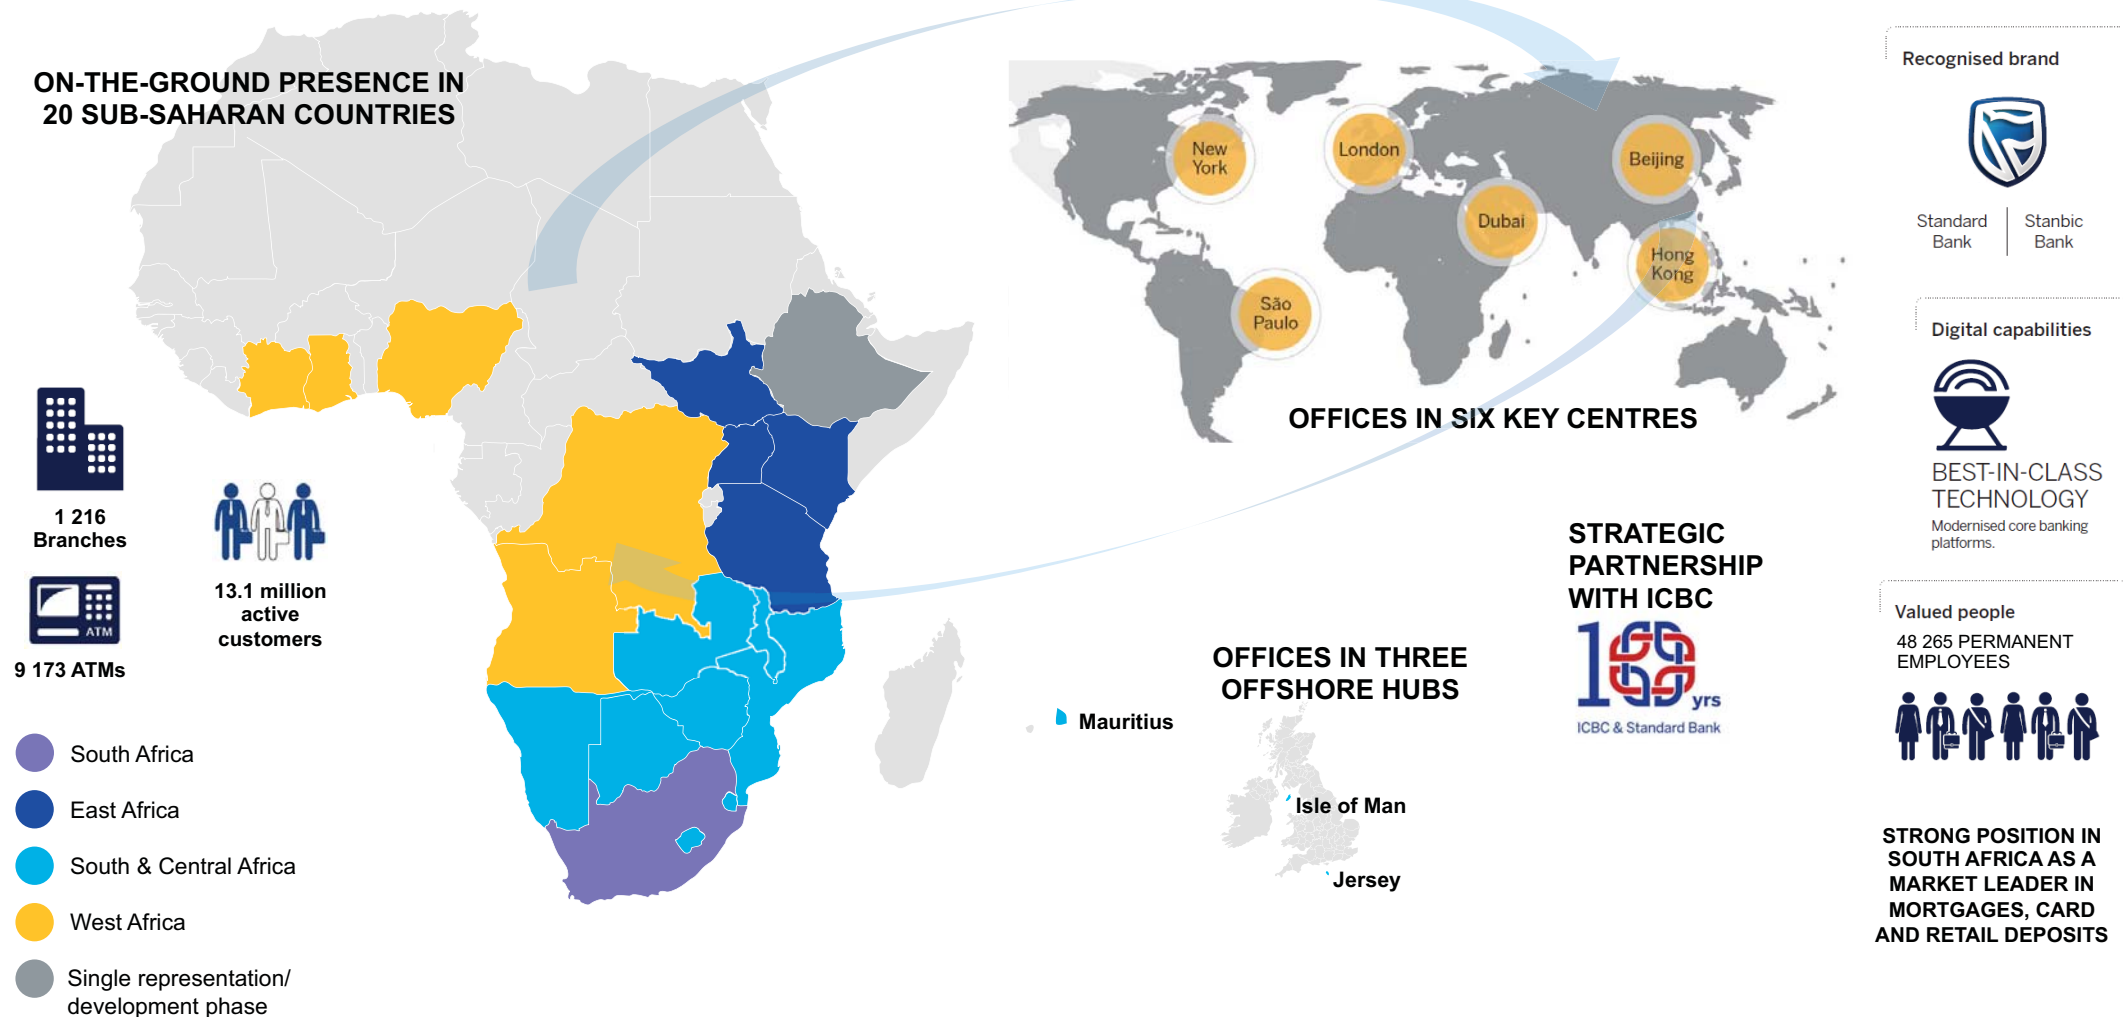 ON-THE-GROUND PRESENCE IN
20 SUB-SAHARAN COUNTRIES
1 216
Branches
13.1 million
active
customers
ATM
9 173 ATMs
South Africa
East Africa
South & Central Africa
West Africa
Single representation/
development phase
New
York
London
Beijing
Dubai
Hong
Kong
São
Paulo
OFFICES IN SIX KEY CENTRES
OFFICES IN THREE
OFFSHORE HUBS
Mauritius
Isle of Man
Jersey
STRATEGIC
PARTNERSHIP
WITH ICBC
10 yrs
ICBC & Standard Bank
Recognised brand
Standard
Bank
Stanbic
Bank
Digital capabilities
BEST-IN-CLASS
TECHNOLOGY
Modernised core banking
platforms.
Valued people
48 265 PERMANENT
EMPLOYEES
STRONG POSITION IN
SOUTH AFRICA AS A
MARKET LEADER IN
MORTGAGES, CARD
AND RETAIL DEPOSITS